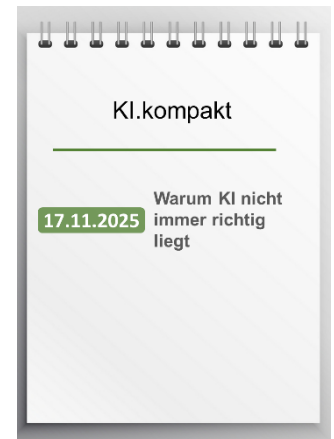 KI.kompakt
17.11.2025
Warum KI nicht
immer richtig
liegt